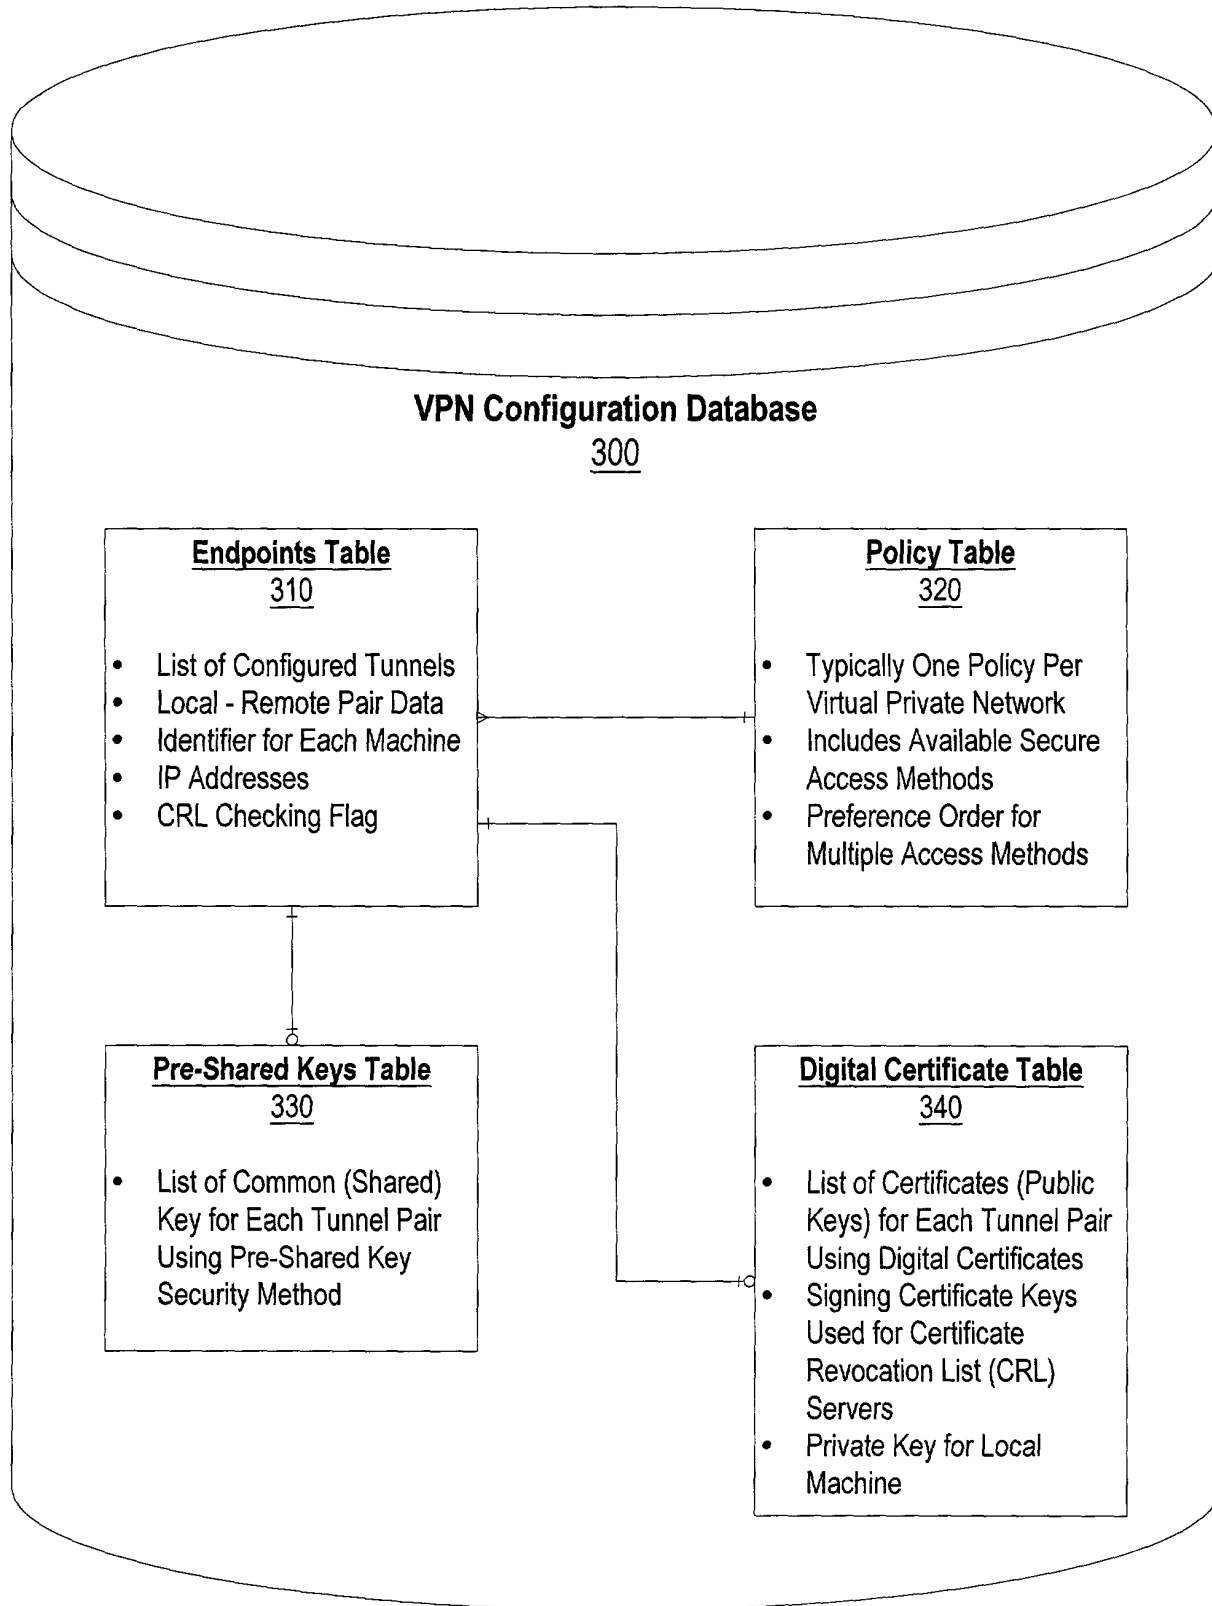 VPN Configuration Database
300
Endpoints Table
310
• List of Configured Tunnels
• Local - Remote Pair Data
• Identifier for Each Machine
• IP Addresses
• CRL Checking Flag
Policy Table
320
• Typically One Policy Per
Virtual Private Network
• Includes Available Secure
Access Methods
• Preference Order for
Multiple Access Methods
Pre-Shared Keys Table
330
• List of Common (Shared)
Key for Each Tunnel Pair
Using Pre-Shared Key
Security Method
Digital Certificate Table
340
• List of Certificates (Public
Keys) for Each Tunnel Pair
Using Digital Certificates
• Signing Certificate Keys
Used for Certificate
Revocation List (CRL)
Servers
• Private Key for Local
Machine